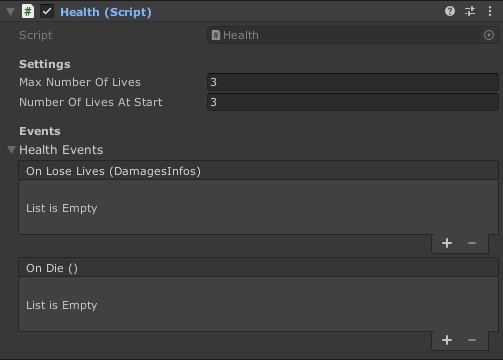 Health (Script)
Script Health
Settings
Max Number Of Lives 3
Number Of Lives At Start 3
Events
Health Events
On Lose Lives (DamagesInfos)
List is Empty
+ −
On Die ()
List is Empty
+ −